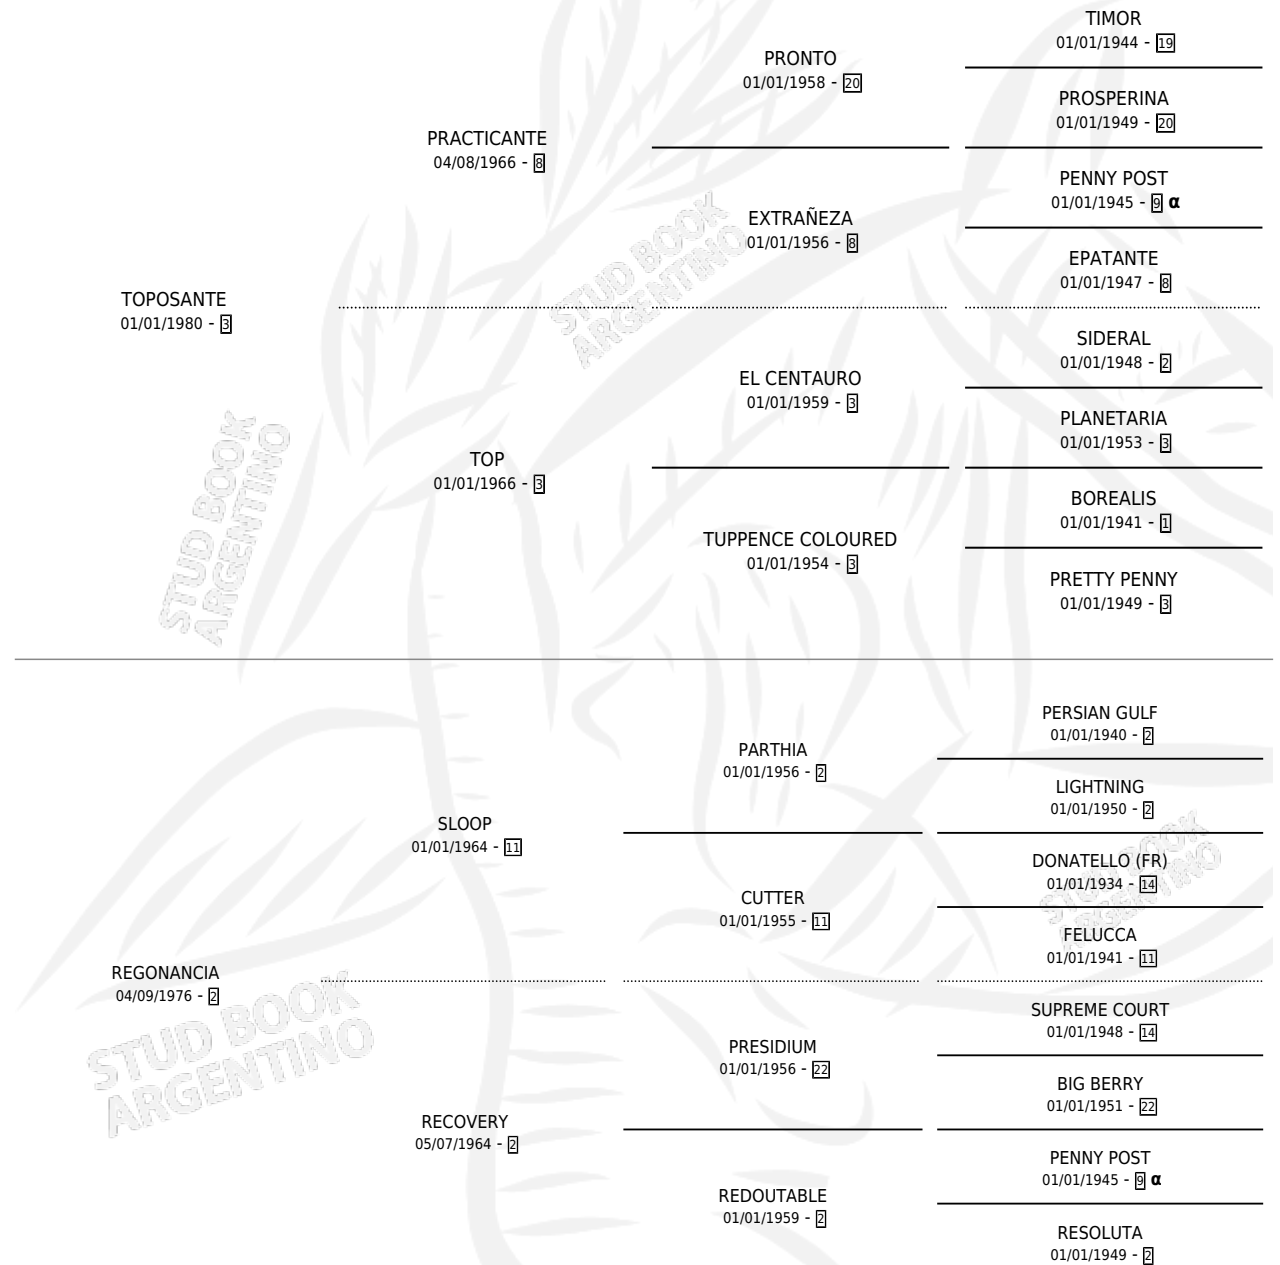 TOPOSANTE
01/01/1980 - 3
PRACTICANTE
04/08/1966 - 8
PRONTO
01/01/1958 - 20
TIMOR
01/01/1944 - 19
PROSPERINA
01/01/1949 - 20
EXTRAÑEZA
01/01/1956 - 8
PENNY POST
01/01/1945 - 9 α
EPATANTE
01/01/1947 - 8
TOP
01/01/1966 - 3
EL CENTAURO
01/01/1959 - 3
SIDERAL
01/01/1948 - 2
PLANETARIA
01/01/1953 - 3
TUPPENCE COLOURED
01/01/1954 - 3
BOREALIS
01/01/1941 - 1
PRETTY PENNY
01/01/1949 - 3
REGONANCIA
04/09/1976 - 2
SLOOP
01/01/1964 - 11
PARTHIA
01/01/1956 - 2
PERSIAN GULF
01/01/1940 - 2
LIGHTNING
01/01/1950 - 2
CUTTER
01/01/1955 - 11
DONATELLO (FR)
01/01/1934 - 14
FELUCCA
01/01/1941 - 11
RECOVERY
05/07/1964 - 2
PRESIDIUM
01/01/1956 - 22
SUPREME COURT
01/01/1948 - 14
BIG BERRY
01/01/1951 - 22
REDOUTABLE
01/01/1959 - 2
PENNY POST
01/01/1945 - 9 α
RESOLUTA
01/01/1949 - 2
STUD BOOK
ARGENTINO
STUD BOOK
ARGENTINO
STUD BOOK
ARGENTINO
STUD BOOK
ARGENTINO